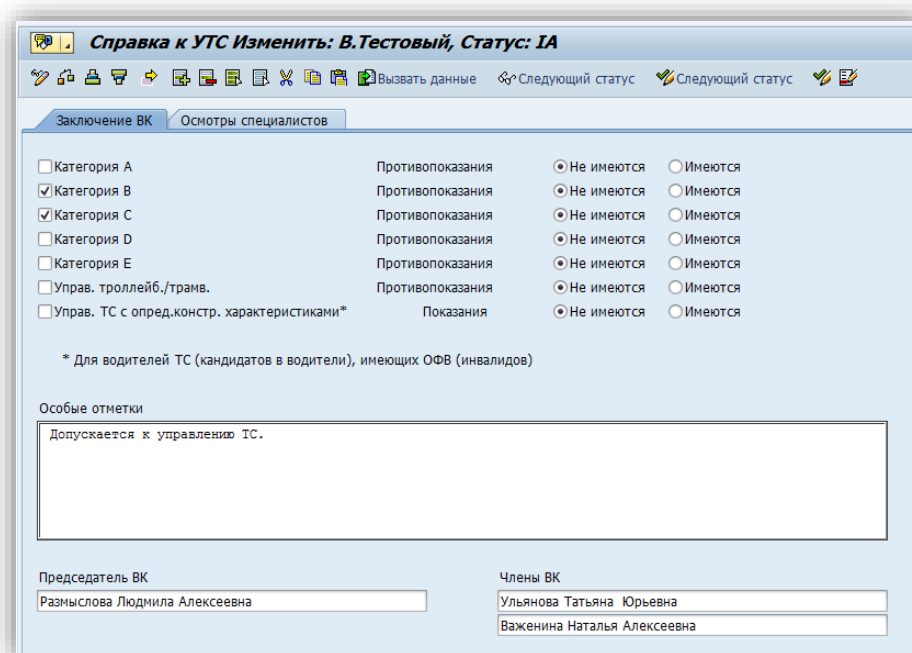 Справка к УТС Изменить: В.Тестовый, Статус: IA
Вызвать данные Следующий статус Следующий статус
Заключение ВК Осмотры специалистов
Категория A Противопоказания Не имеются Имеются
Категория B Противопоказания Не имеются Имеются
Категория C Противопоказания Не имеются Имеются
Категория D Противопоказания Не имеются Имеются
Категория E Противопоказания Не имеются Имеются
Управ. троллейб./трамв. Противопоказания Не имеются Имеются
Управ. ТС с опред.констр. характеристиками* Показания Не имеются Имеются
* Для водителей ТС (кандидатов в водители), имеющих ОФВ (инвалидов)
Особые отметки
Допускается к управлению ТС.
Председатель ВК Члены ВК
Размыслова Людмила Алексеевна Ульянова Татьяна Юрьевна
Важенина Наталья Алексеевна